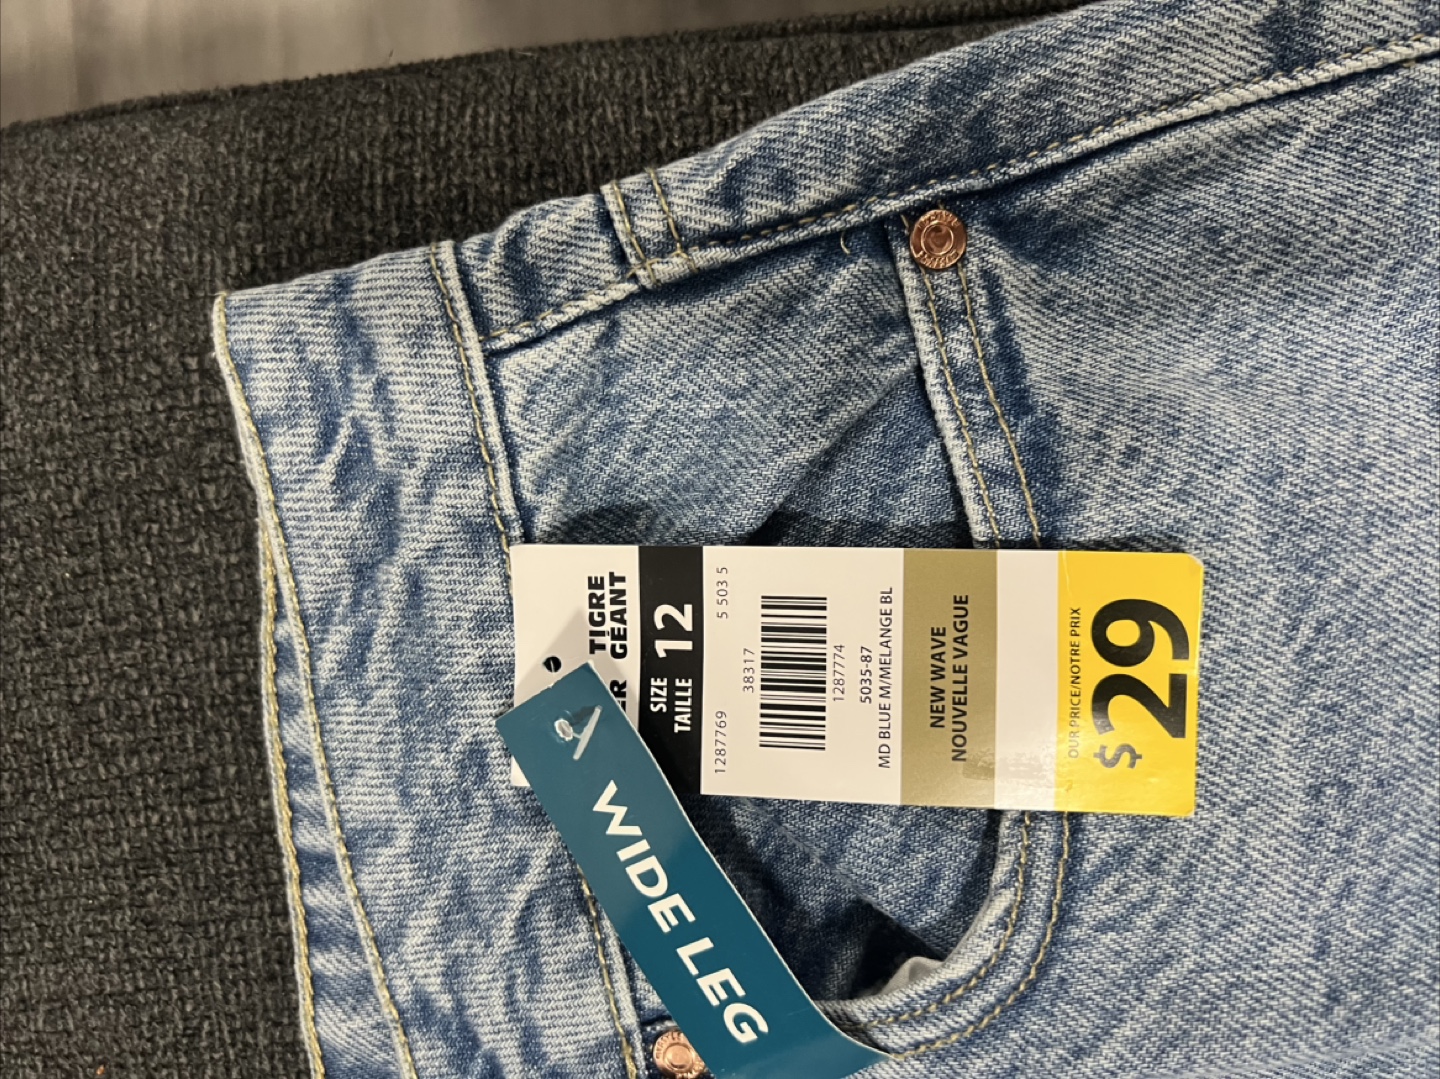 TIGRE
GÉANT
SIZE
TAILLE
12
1287769 5 503 5
38317
1287774
5035-87
MD BLUE M/MELANGE BL
NEW WAVE
NOUVELLE VAGUE
OUR PRICE/NOTRE PRIX
$29
WIDE LEG